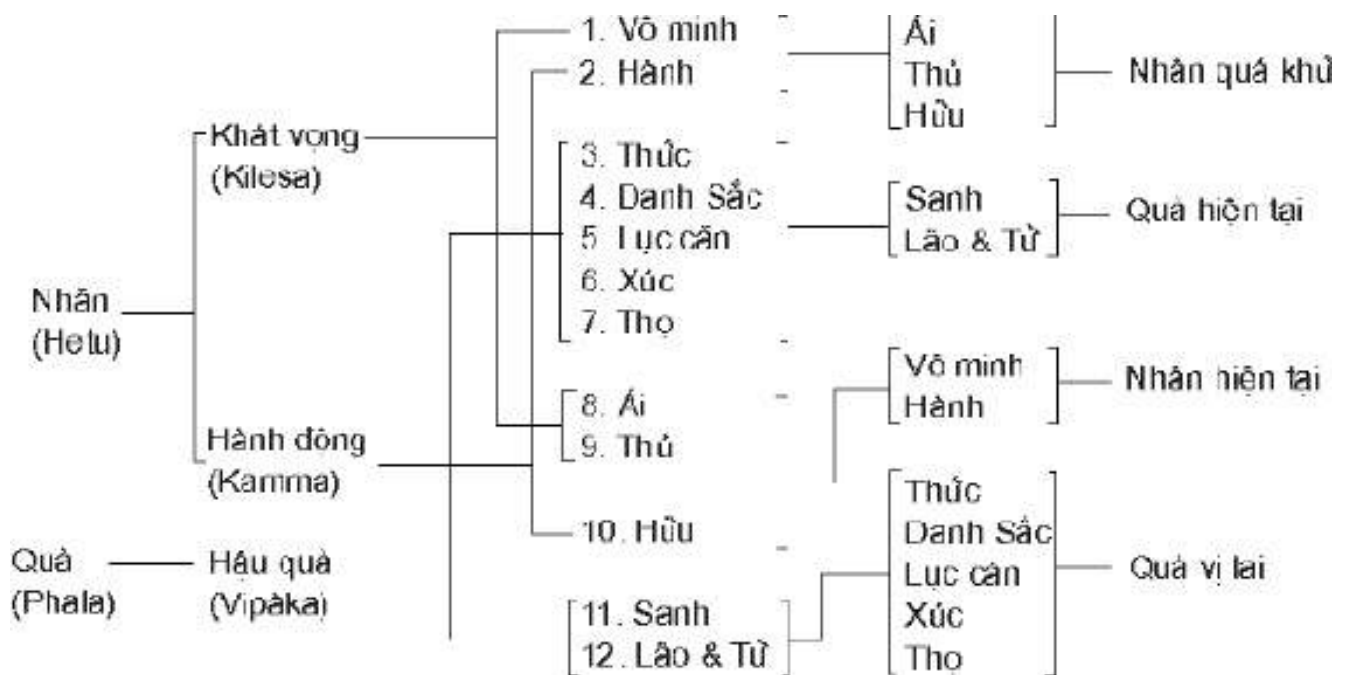 Nhân
(Hetu)
Quả
(Phala)
Khát vọng
(Kilesa)
Hành động
(Kamma)
Hậu quả
(Vipàka)
1. Vô minh
2. Hành
3. Thức
4. Danh Sắc
5. Lục căn
6. Xúc
7. Thọ
8. Ái
9. Thủ
10. Hữu
11. Sanh
12. Lão & Tử
Ái
Thủ
Hữu
Sanh
Lão & Tử
Vô minh
Hành
Thức
Danh Sắc
Lục căn
Xúc
Thọ
Nhân quá khứ
Quả hiện tại
Nhân hiện tại
Quả vị lai